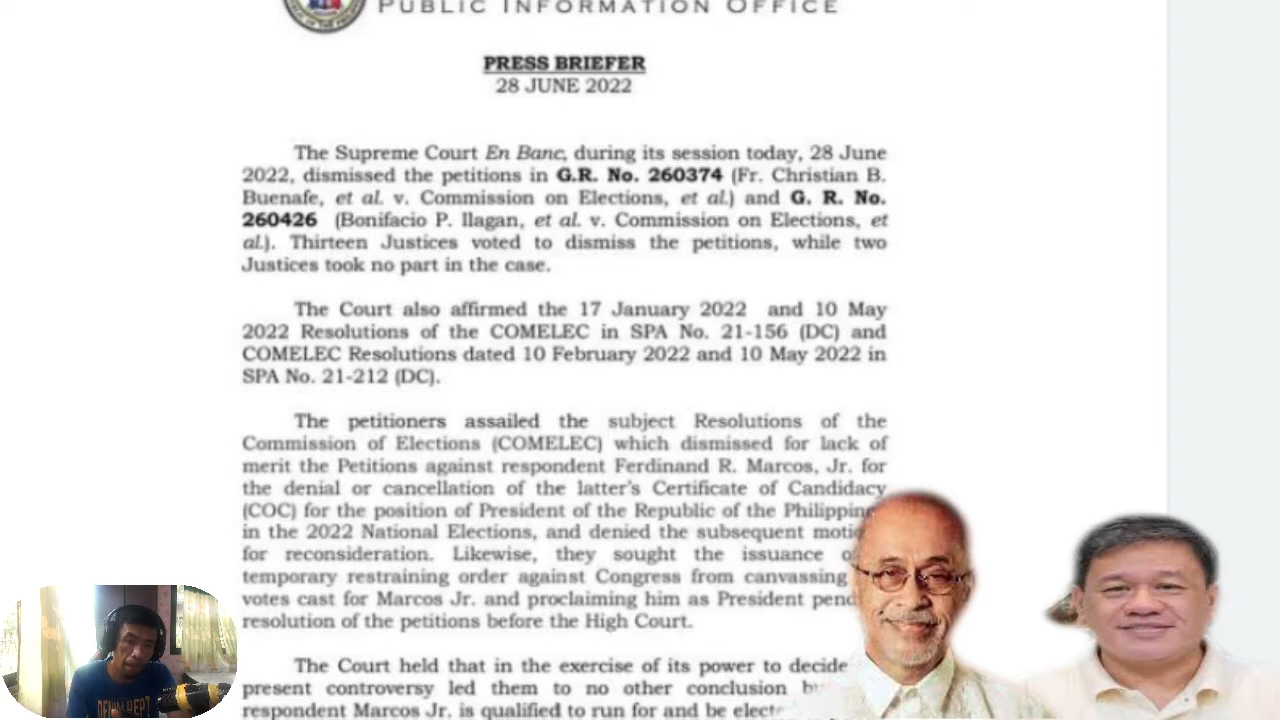 PUBLIC INFORMATION OFFICE
PRESS BRIEFER
28 JUNE 2022
The Supreme Court En Banc, during its session today, 28 June
2022, dismissed the petitions in G.R. No. 260374 (Fr. Christian B.
Buenafe, et al. v. Commission on Elections, et al.) and G. R. No.
260426 (Bonifacio P. Ilagan, et al. v. Commission on Elections, et
al.). Thirteen Justices voted to dismiss the petitions, while two
Justices took no part in the case.
The Court also affirmed the 17 January 2022 and 10 May
2022 Resolutions of the COMELEC in SPA No. 21-156 (DC) and
COMELEC Resolutions dated 10 February 2022 and 10 May 2022 in
SPA No. 21-212 (DC).
The petitioners assailed the subject Resolutions of the
Commission of Elections (COMELEC) which dismissed for lack of
merit the Petitions against respondent Ferdinand R. Marcos, Jr. for
the denial or cancellation of the latter's Certificate of Candidacy
(COC) for the position of President of the Republic of the Philippin
in the 2022 National Elections, and denied the subsequent motio
for reconsideration. Likewise, they sought the issuance o
temporary restraining order against Congress from canvassing
votes cast for Marcos Jr. and proclaiming him as President pend
resolution of the petitions before the High Court.
The Court held that in the exercise of its power to decide
present controversy led them to no other conclusion b
respondent Marcos Jr. is qualified to run for and be elect